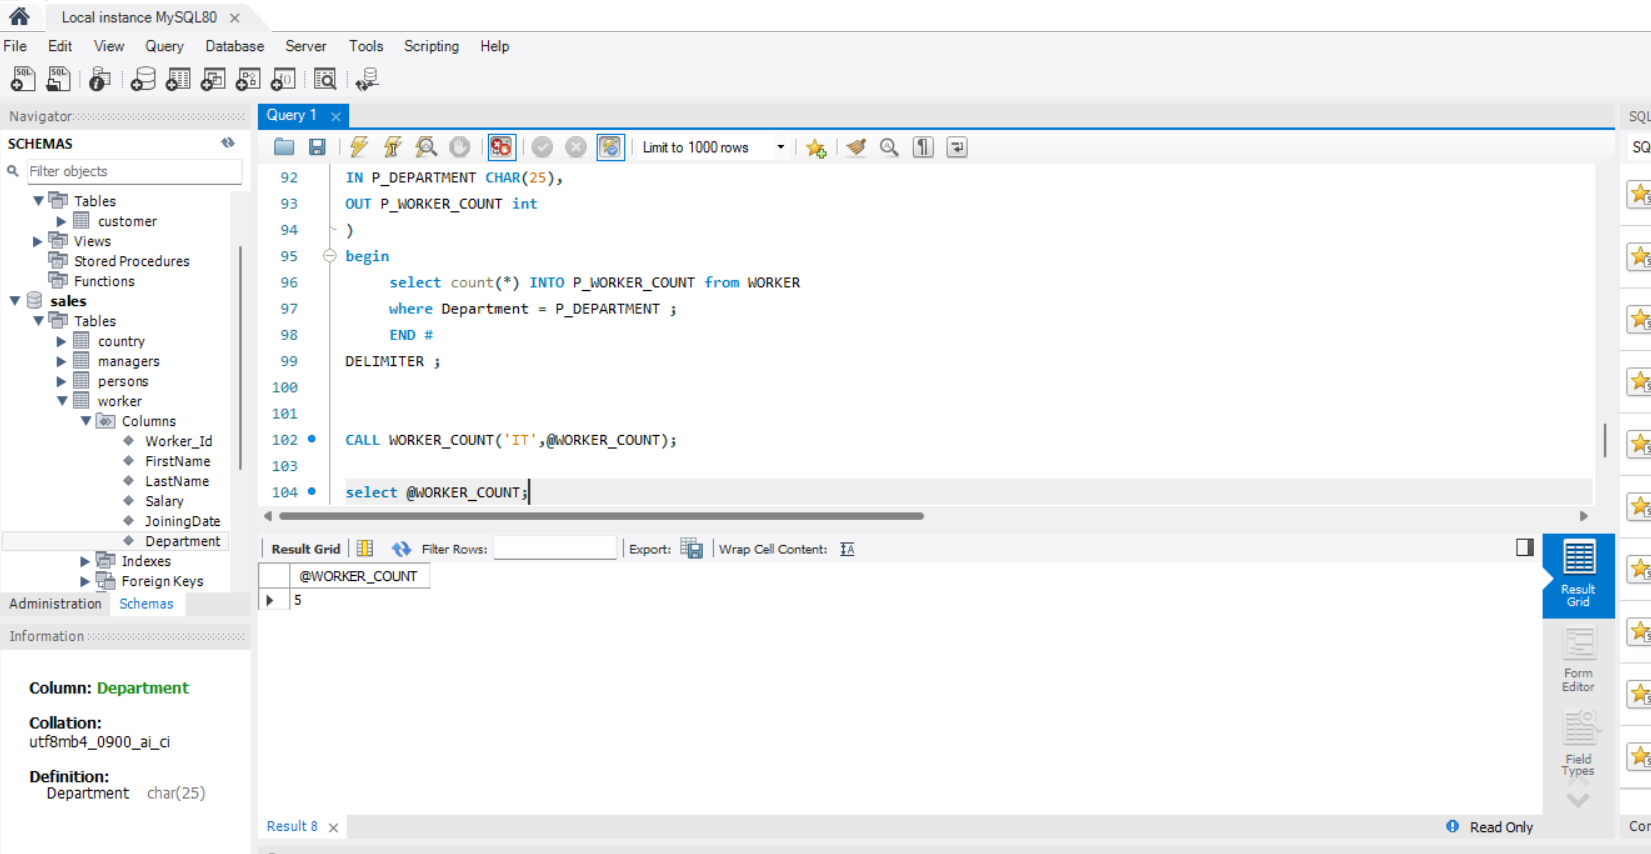 Local instance MySQL80
File Edit View Query Database Server Tools Scripting Help
Navigator
SCHEMAS
Filter objects
Tables
customer
Views
Stored Procedures
Functions
sales
Tables
country
managers
persons
worker
Columns
Worker_Id
FirstName
LastName
Salary
JoiningDate
Department
Indexes
Foreign Keys
Administration Schemas
Information
Column: Department
Collation:
utf8mb4_0900_ai_ci
Definition:
Department char(25)
Query 1
Limit to 1000 rows
92 IN P_DEPARTMENT CHAR(25),
93 OUT P_WORKER_COUNT int
94 )
95 begin
96 select count(*) INTO P_WORKER_COUNT from WORKER
97 where Department = P_DEPARTMENT ;
98 END #
99 DELIMITER ;
100
101
102 CALL WORKER_COUNT('IT',@WORKER_COUNT);
103
104 select @WORKER_COUNT;
Result Grid Filter Rows: Export: Wrap Cell Content:
@WORKER_COUNT
5
Result
Grid
Form
Editor
Field
Types
Result 8
Read Only
SQL
SQ
Con